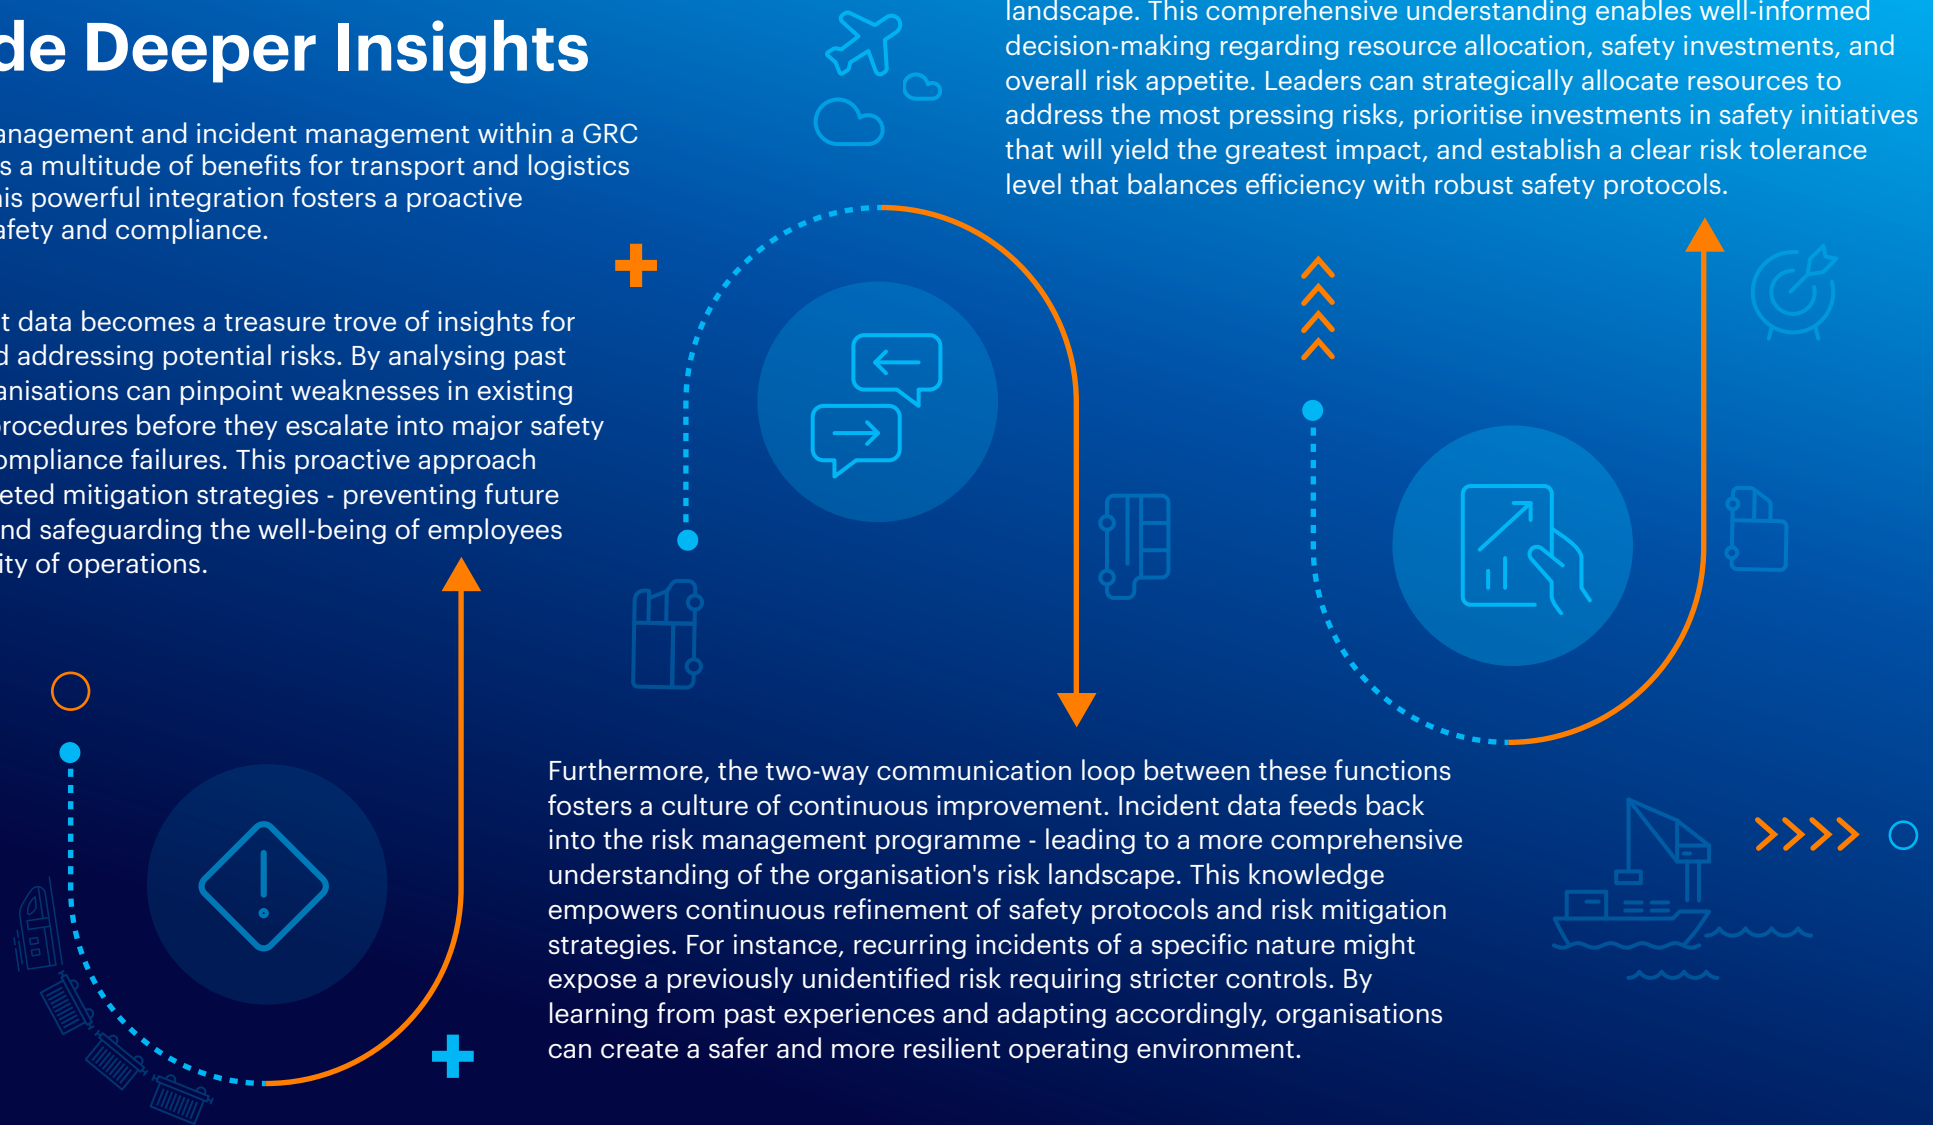 de Deeper Insights
anagement and incident management within a GRC
s a multitude of benefits for transport and logistics
his powerful integration fosters a proactive
afety and compliance.
t data becomes a treasure trove of insights for
d addressing potential risks. By analysing past
anisations can pinpoint weaknesses in existing
procedures before they escalate into major safety
ompliance failures. This proactive approach
eted mitigation strategies - preventing future
nd safeguarding the well-being of employees
ity of operations.
Furthermore, the two-way communication loop between these functions
fosters a culture of continuous improvement. Incident data feeds back
into the risk management programme - leading to a more comprehensive
understanding of the organisation's risk landscape. This knowledge
empowers continuous refinement of safety protocols and risk mitigation
strategies. For instance, recurring incidents of a specific nature might
expose a previously unidentified risk requiring stricter controls. By
learning from past experiences and adapting accordingly, organisations
can create a safer and more resilient operating environment.
landscape. This comprehensive understanding enables well-informed
decision-making regarding resource allocation, safety investments, and
overall risk appetite. Leaders can strategically allocate resources to
address the most pressing risks, prioritise investments in safety initiatives
that will yield the greatest impact, and establish a clear risk tolerance
level that balances efficiency with robust safety protocols.